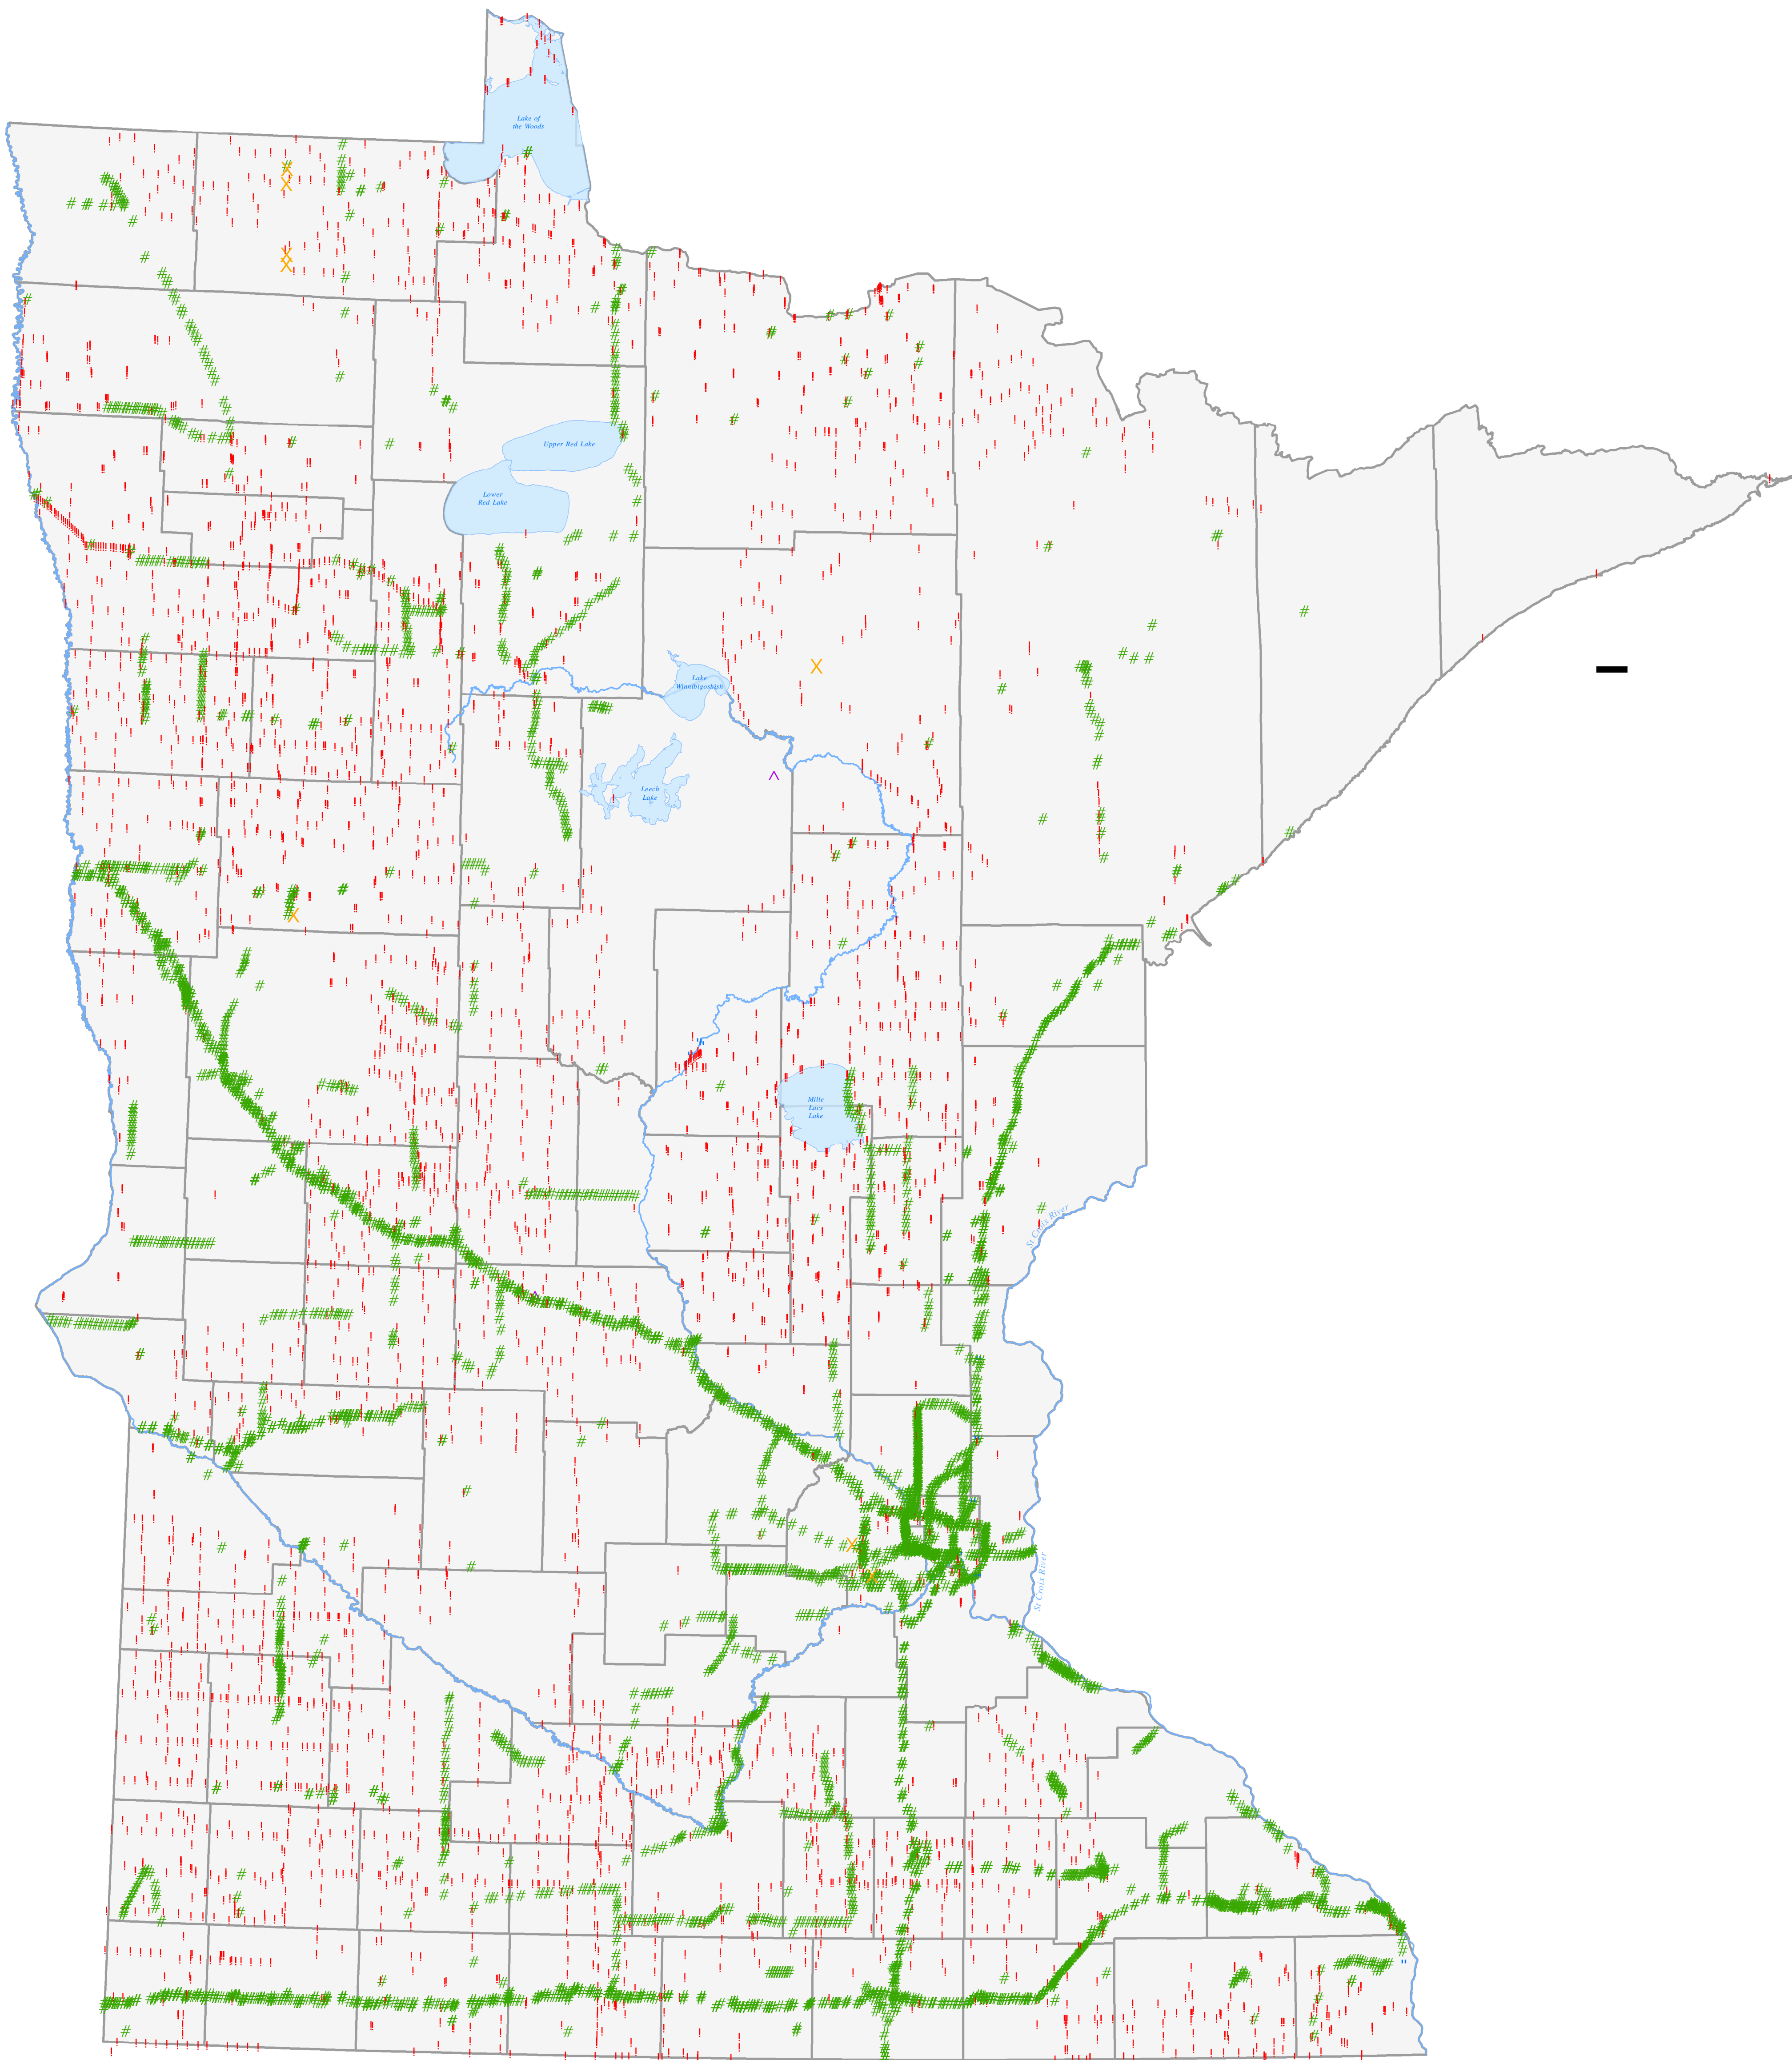 Lake of
the Woods
Upper Red Lake
Lower
Red Lake
Lake
Winnibigoshish
Leech
Lake
Mille
Lacs
Lake
St Croix River
St Croix River